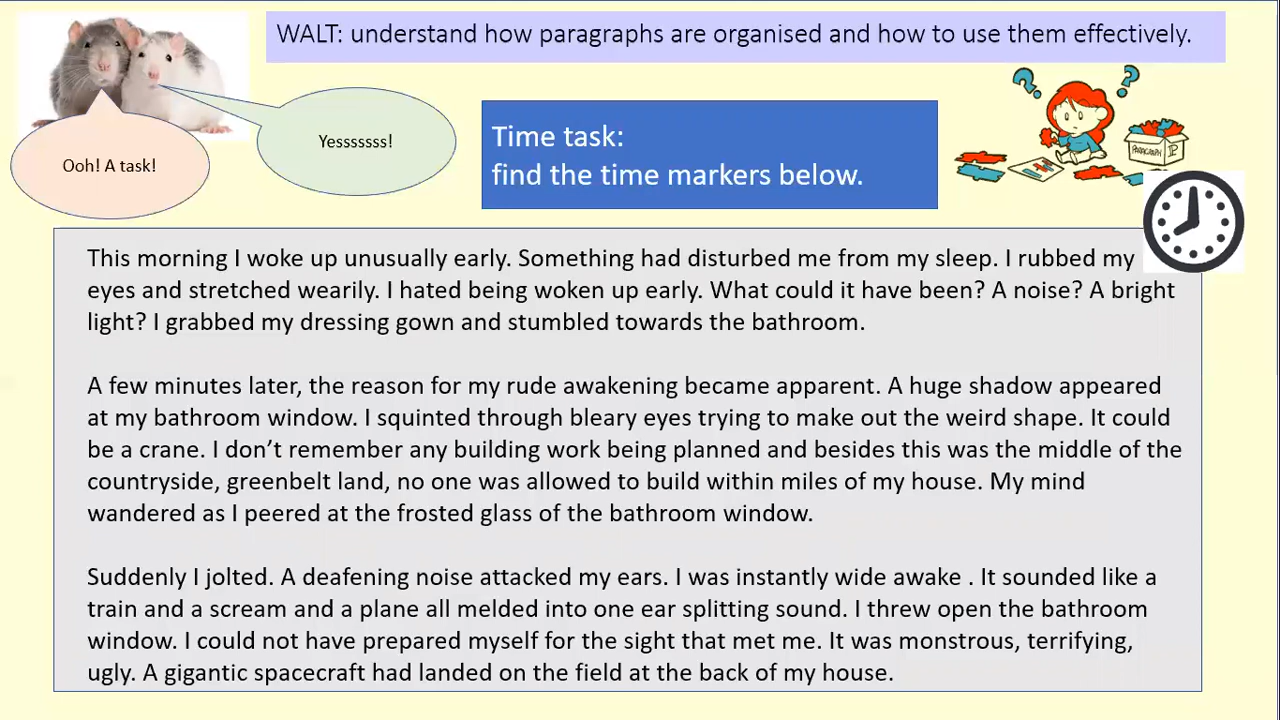 WALT: understand how paragraphs are organised and how to use them effectively.
Ooh! A task!
Yesssssss!
Time task:
find the time markers below.
PARAGRAPH
This morning I woke up unusually early. Something had disturbed me from my sleep. I rubbed my
eyes and stretched wearily. I hated being woken up early. What could it have been? A noise? A bright
light? I grabbed my dressing gown and stumbled towards the bathroom.
A few minutes later, the reason for my rude awakening became apparent. A huge shadow appeared
at my bathroom window. I squinted through bleary eyes trying to make out the weird shape. It could
be a crane. I don’t remember any building work being planned and besides this was the middle of the
countryside, greenbelt land, no one was allowed to build within miles of my house. My mind
wandered as I peered at the frosted glass of the bathroom window.
Suddenly I jolted. A deafening noise attacked my ears. I was instantly wide awake . It sounded like a
train and a scream and a plane all melded into one ear splitting sound. I threw open the bathroom
window. I could not have prepared myself for the sight that met me. It was monstrous, terrifying,
ugly. A gigantic spacecraft had landed on the field at the back of my house.